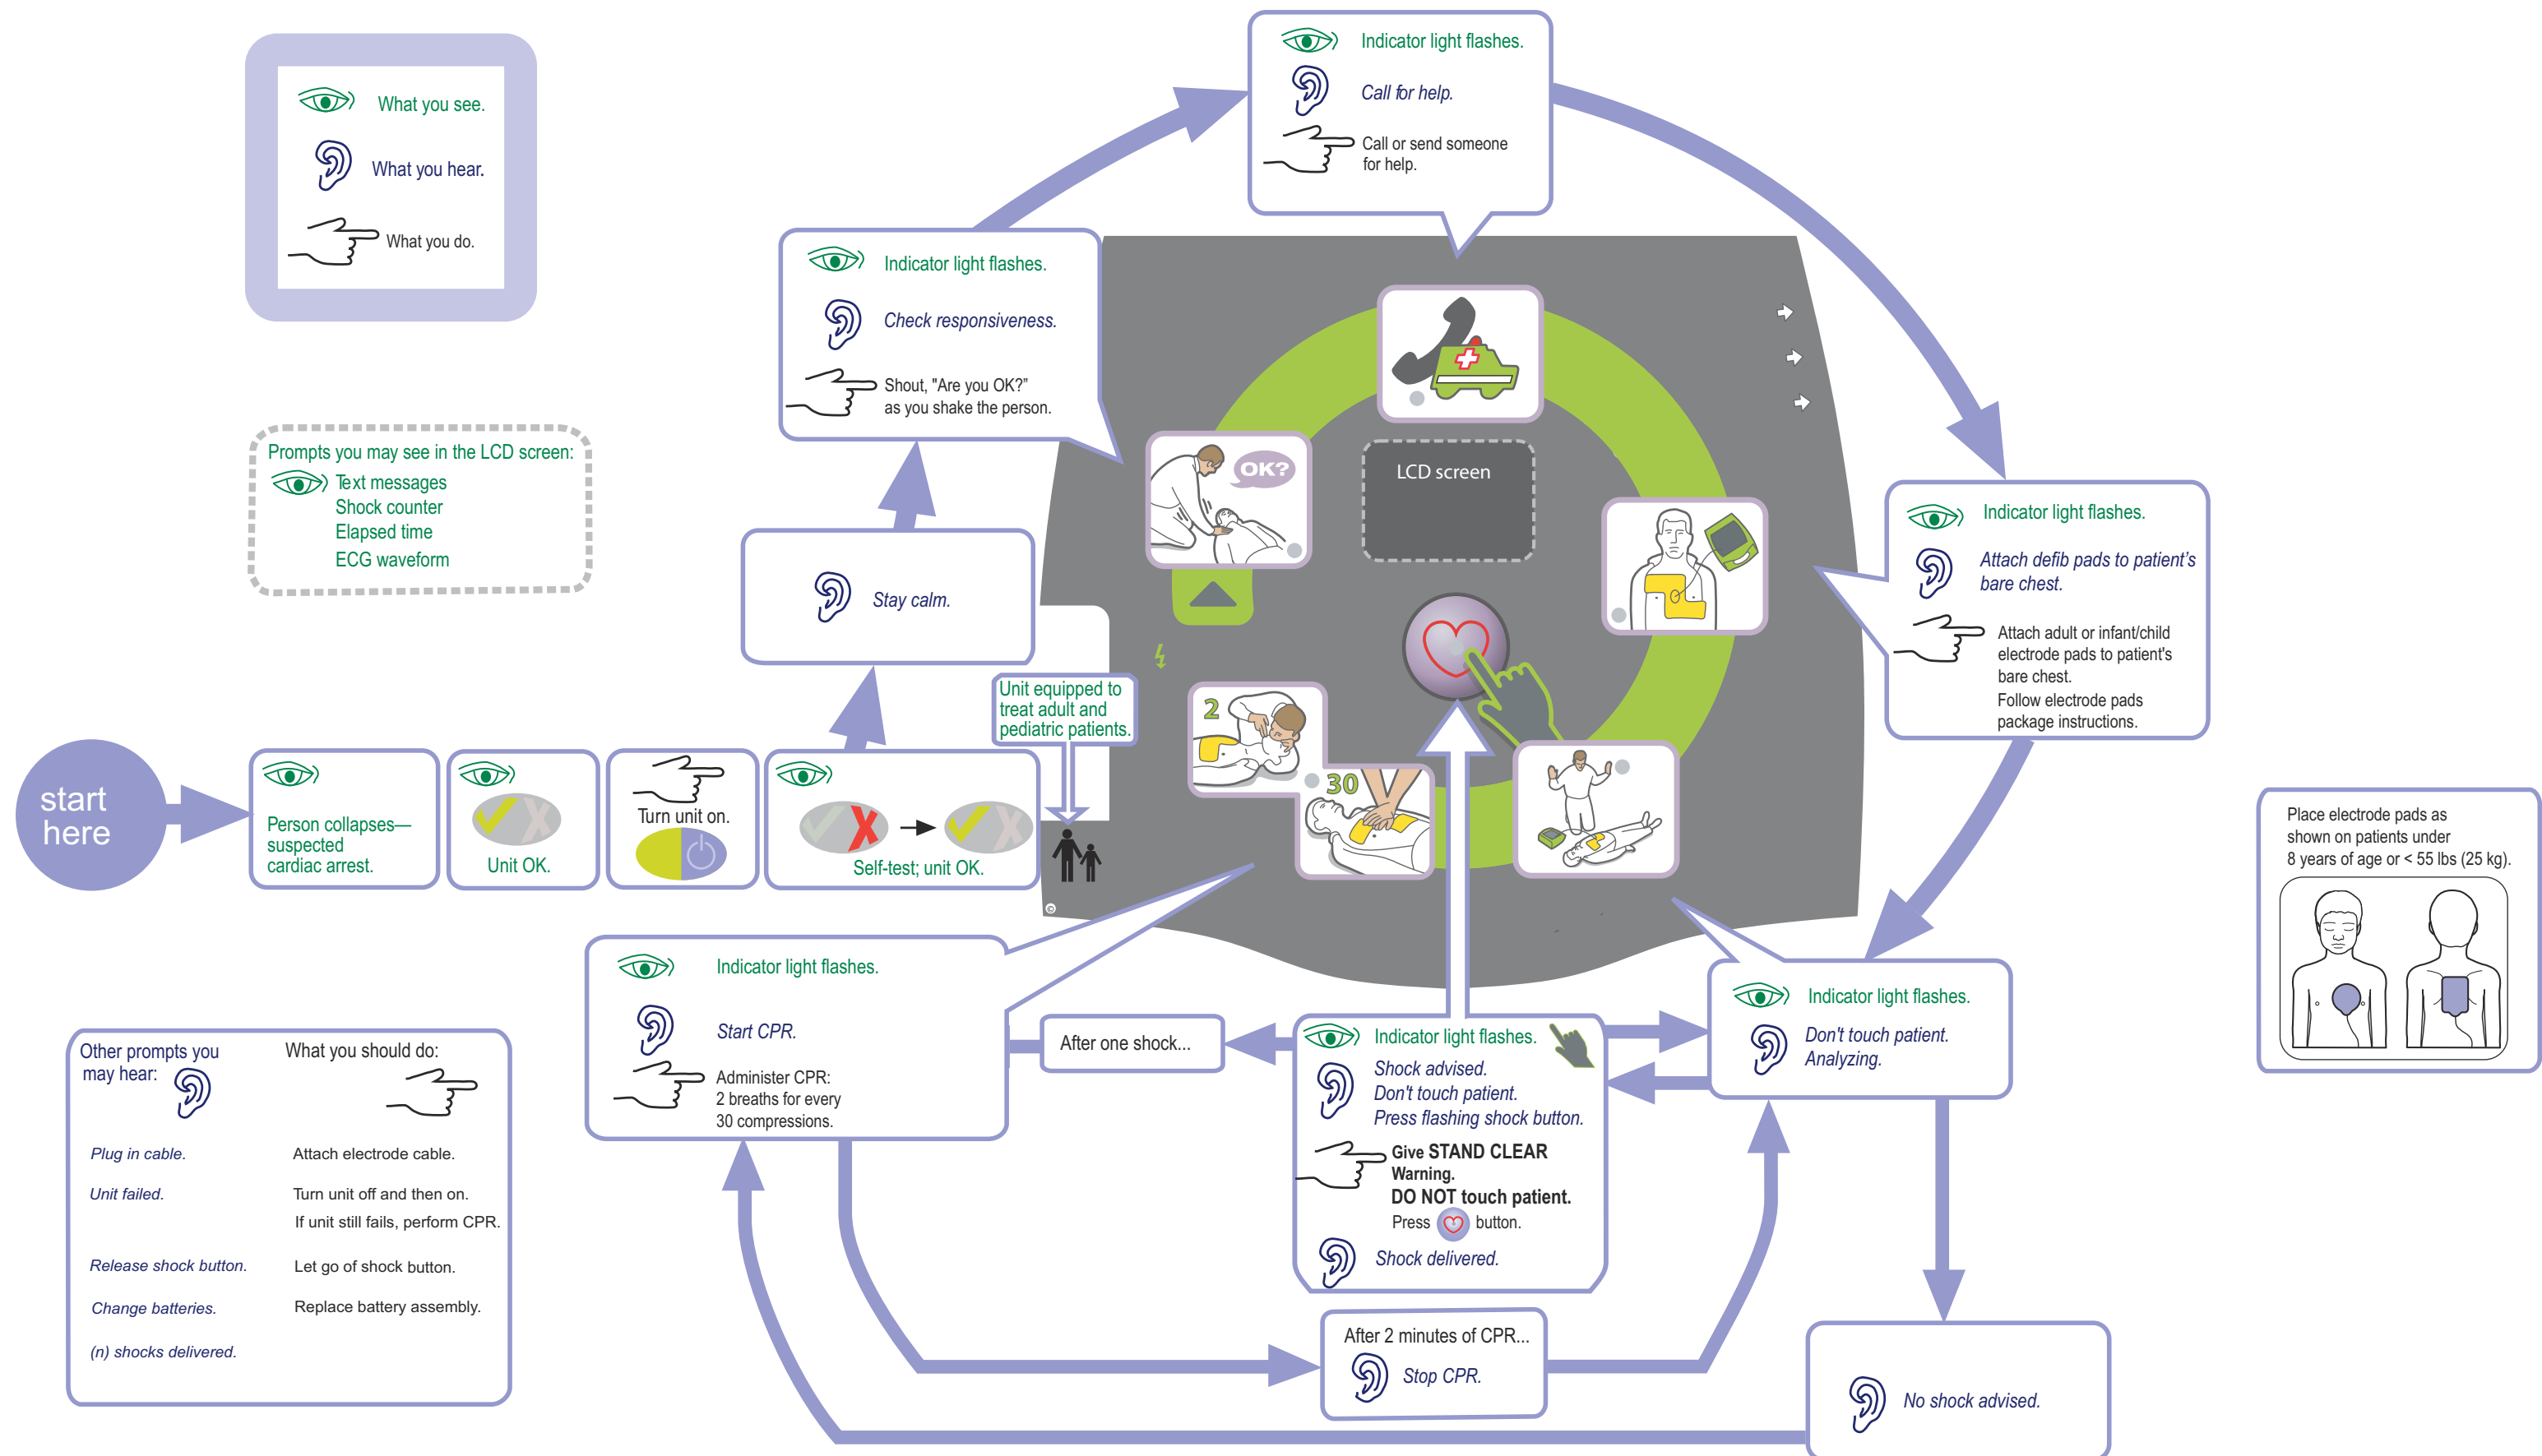 What you see.
What you hear.
What you do.
Prompts you may see in the LCD screen:
Text messages
Shock counter
Elapsed time
ECG waveform
start
here
Person collapses—
suspected
cardiac arrest.
Unit OK.
Turn unit on.
Self-test; unit OK.
Unit equipped to
treat adult and
pediatric patients.
Stay calm.
Indicator light flashes.
Check responsiveness.
Shout, "Are you OK?"
as you shake the person.
Indicator light flashes.
Call for help.
Call or send someone
for help.
OK?
LCD screen
2
30
Indicator light flashes.
Attach defib pads to patient's
bare chest.
Attach adult or infant/child
electrode pads to patient's
bare chest.
Follow electrode pads
package instructions.
Place electrode pads as
shown on patients under
8 years of age or < 55 lbs (25 kg).
Indicator light flashes.
Don't touch patient.
Analyzing.
Indicator light flashes.
Shock advised.
Don't touch patient.
Press flashing shock button.
Give STAND CLEAR
Warning.
DO NOT touch patient.
Press button.
Shock delivered.
After one shock...
Indicator light flashes.
Start CPR.
Administer CPR:
2 breaths for every
30 compressions.
After 2 minutes of CPR...
Stop CPR.
No shock advised.
Other prompts you
may hear:
What you should do:
Plug in cable.
Attach electrode cable.
Unit failed.
Turn unit off and then on.
If unit still fails, perform CPR.
Release shock button.
Let go of shock button.
Change batteries.
Replace battery assembly.
(n) shocks delivered.